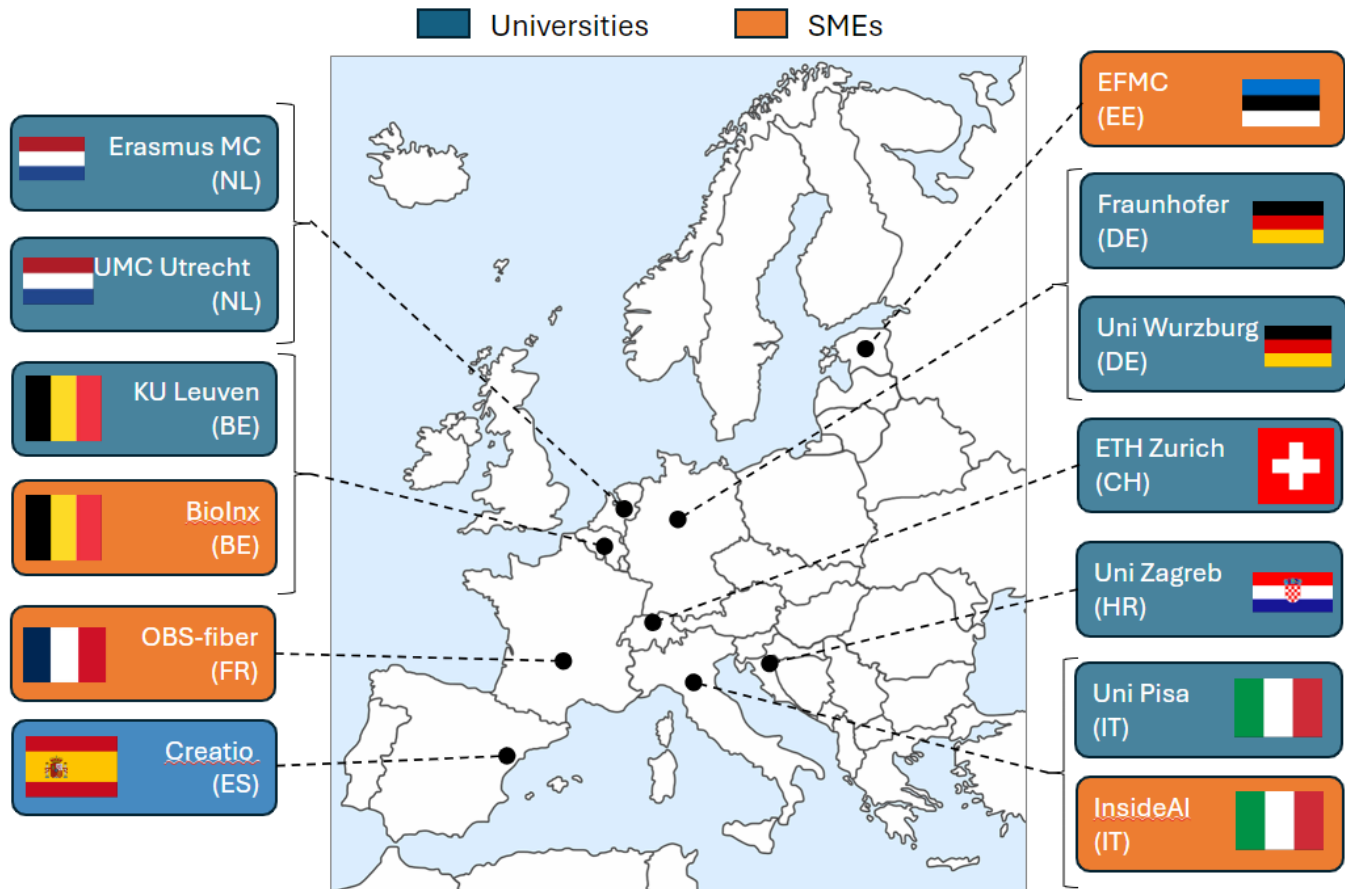 Universities
SMEs
Erasmus MC
(NL)
UMC Utrecht
(NL)
KU Leuven
(BE)
BioInx
(BE)
OBS-fiber
(FR)
Creatio
(ES)
EFMC
(EE)
Fraunhofer
(DE)
Uni Wurzburg
(DE)
ETH Zurich
(CH)
Uni Zagreb
(HR)
Uni Pisa
(IT)
InsideAI
(IT)